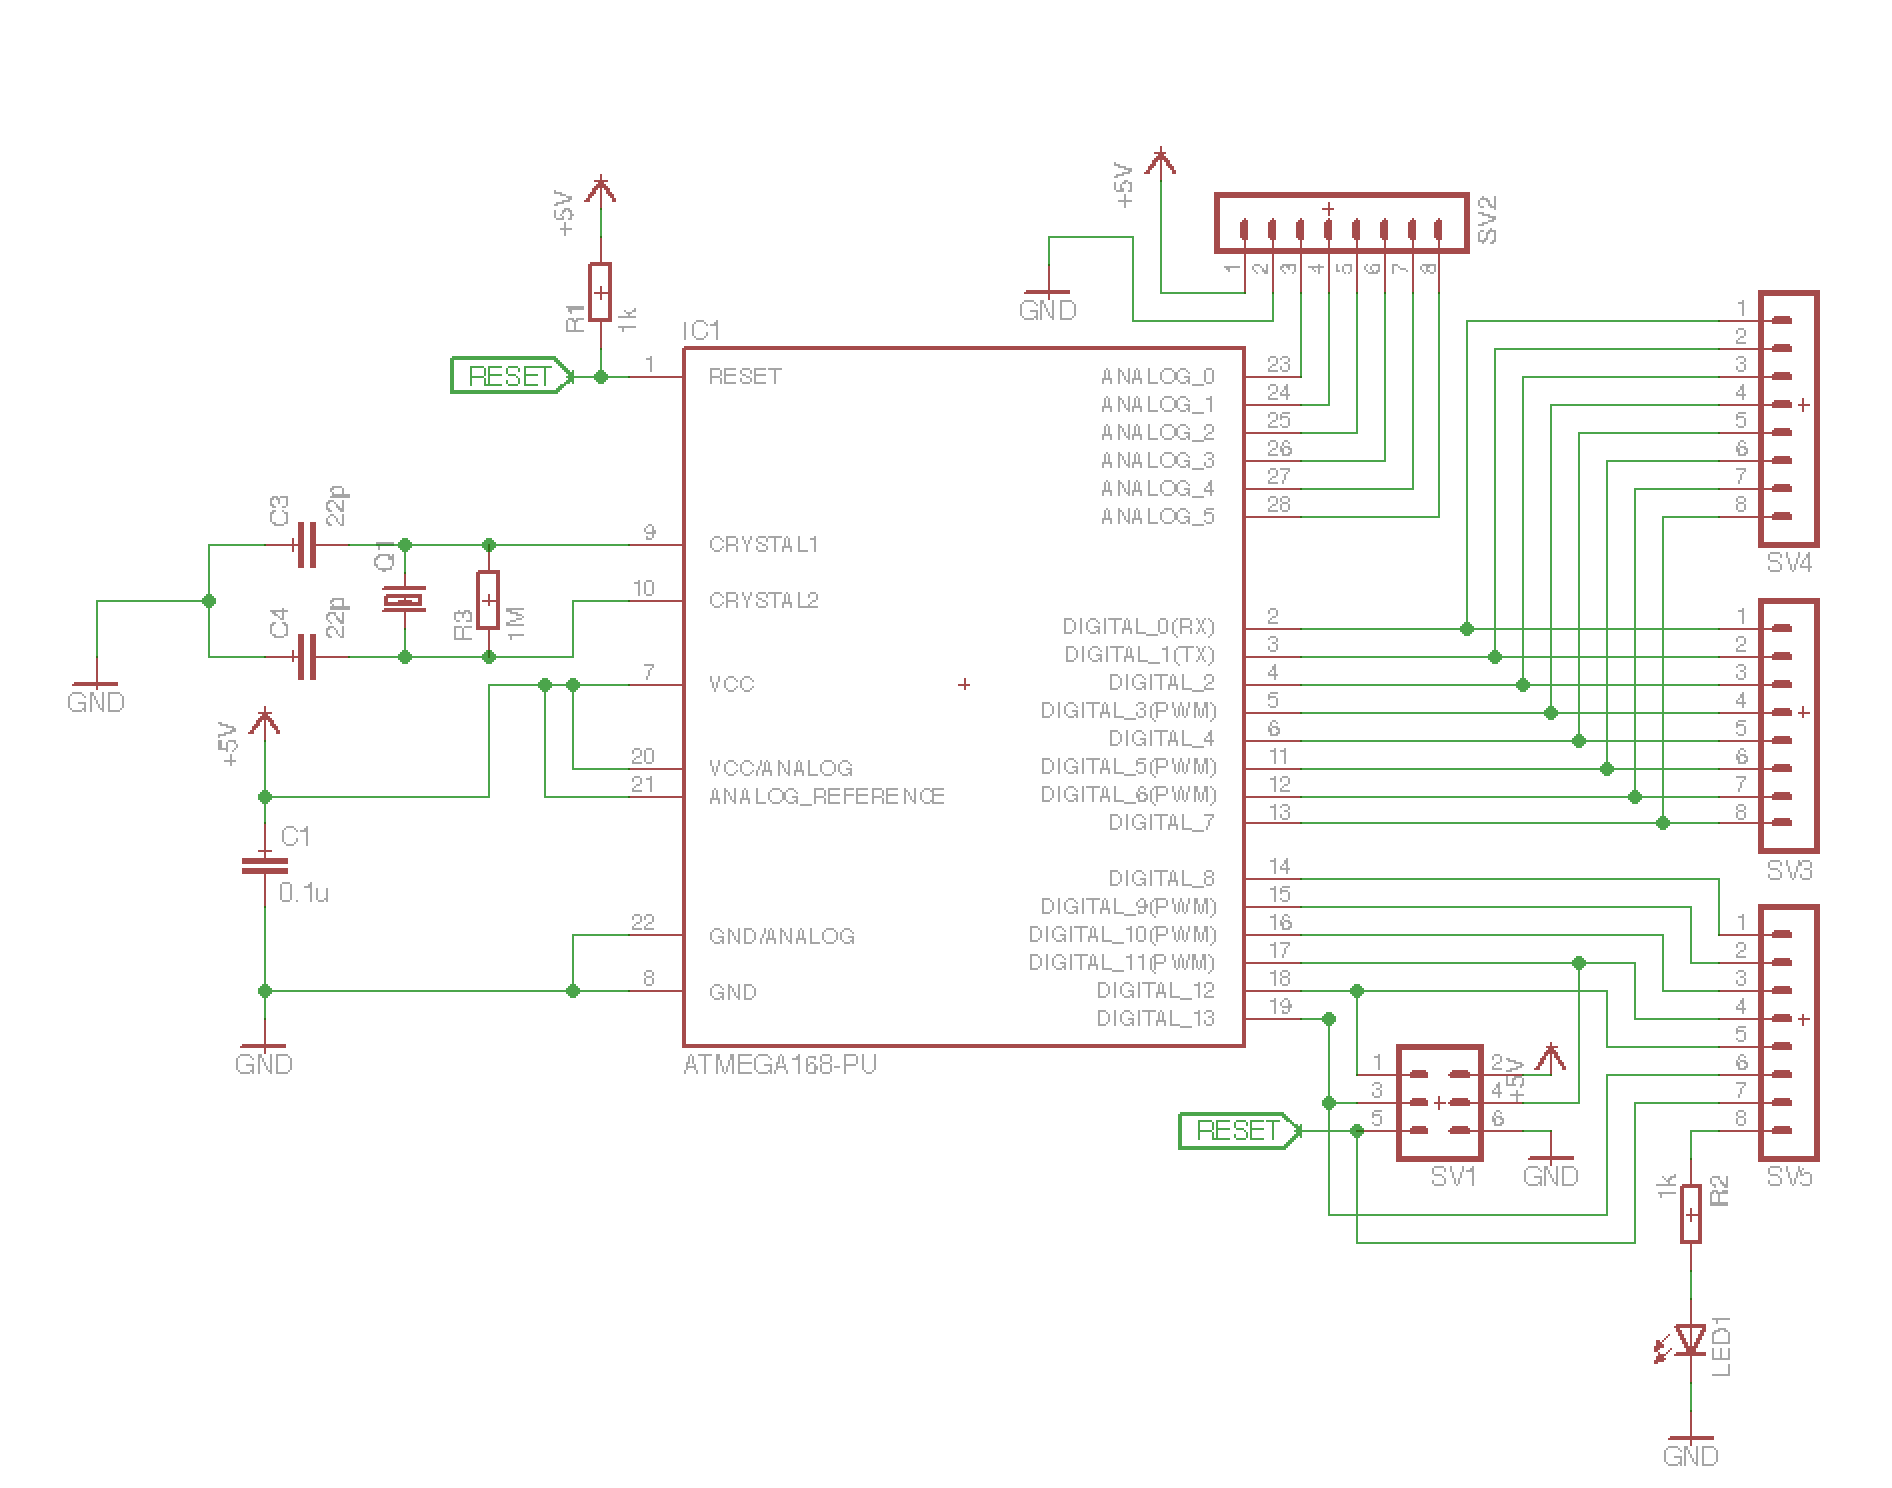 +5V
R1
1k
RESET
IC1
1
RESET
C3
22p
Q1
9
CRYSTAL1
10
CRYSTAL2
C4
22p
R3
1M
GND
7
VCC
+5V
20
VCC/ANALOG
21
ANALOG_REFERENCE
C1
0.1u
22
GND/ANALOG
8
GND
GND
ATMEGA168-PU
+5V
GND
SV2
1
2
3
4
5
6
7
8
ANALOG_0 23
ANALOG_1 24
ANALOG_2 25
ANALOG_3 26
ANALOG_4 27
ANALOG_5 28
DIGITAL_0(RX) 2
DIGITAL_1(TX) 3
DIGITAL_2 4
DIGITAL_3(PWM) 5
DIGITAL_4 6
DIGITAL_5(PWM) 11
DIGITAL_6(PWM) 12
DIGITAL_7 13
DIGITAL_8 14
DIGITAL_9(PWM) 15
DIGITAL_10(PWM) 16
DIGITAL_11(PWM) 17
DIGITAL_12 18
DIGITAL_13 19
1
2
3
4
5
6
7
8
SV4
1
2
3
4
5
6
7
8
SV3
1
2
3
4
5
6
7
8
SV5
RESET
1 2
3 4
5 6
+5V
SV1
GND
1k
R2
LED1
GND